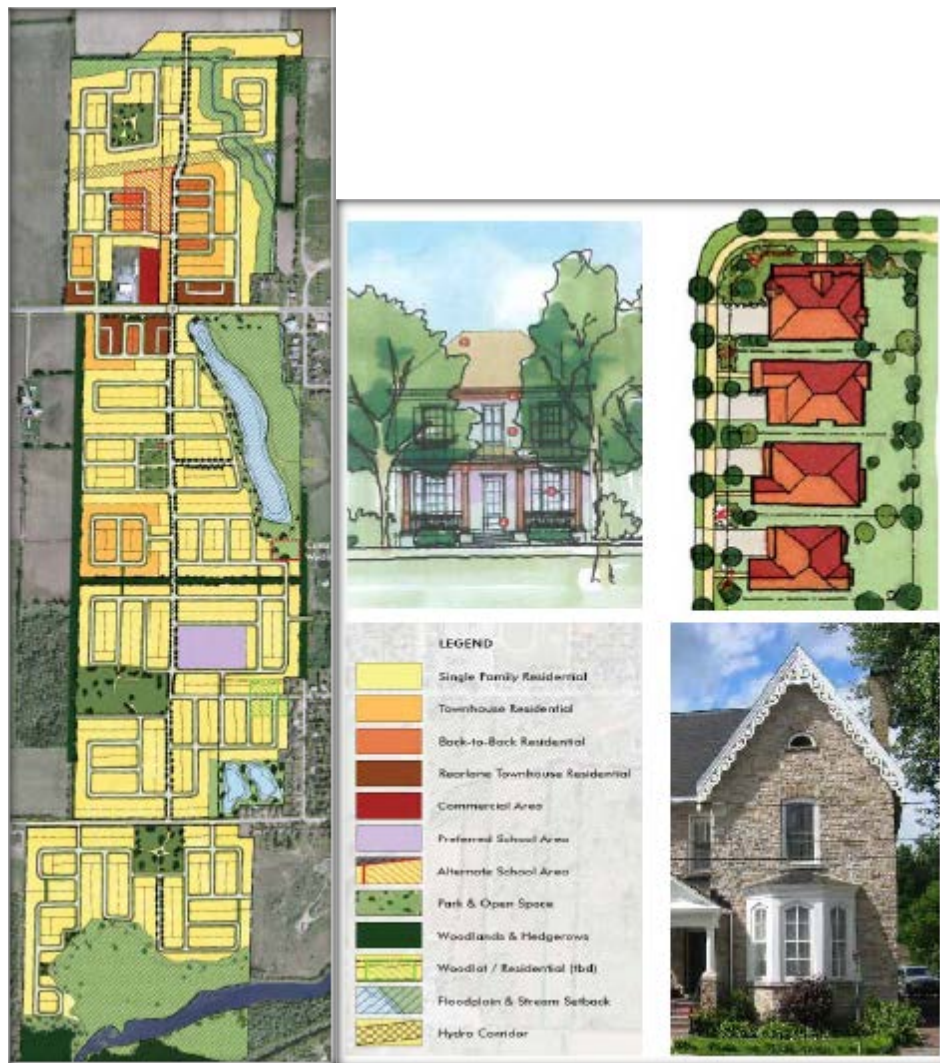 LEGEND
Single Family Residential
Townhouse Residential
Back-to-Back Residential
Rearlane Townhouse Residential
Commercial Area
Preferred School Area
Alternate School Area
Park & Open Space
Woodlands & Hedgerows
Woodlot / Residential (tbd)
Floodplain & Stream Setback
Hydro Corridor